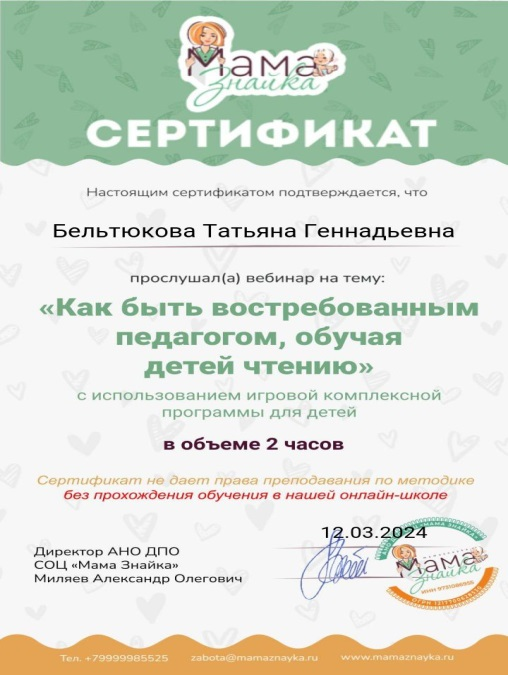 Мама
Знайка
СЕРТИФИКАТ
Настоящим сертификатом подтверждается, что
Бельтюкова Татьяна Геннадьевна
прослушал(а) вебинар на тему:
«Как быть востребованным
педагогом, обучая
детей чтению»
с использованием игровой комплексной
программы для детей
в объеме 2 часов
Сертификат не дает права преподавания по методике
без прохождения обучения в нашей онлайн-школе
12.03.2024
Директор АНО ДПО
СОЦ «Мама Знайка»
Миляев Александр Олегович
Мама
Знайка
Тел. +79999985525 zabota@mamaznayka.ru www.mamaznayka.ru